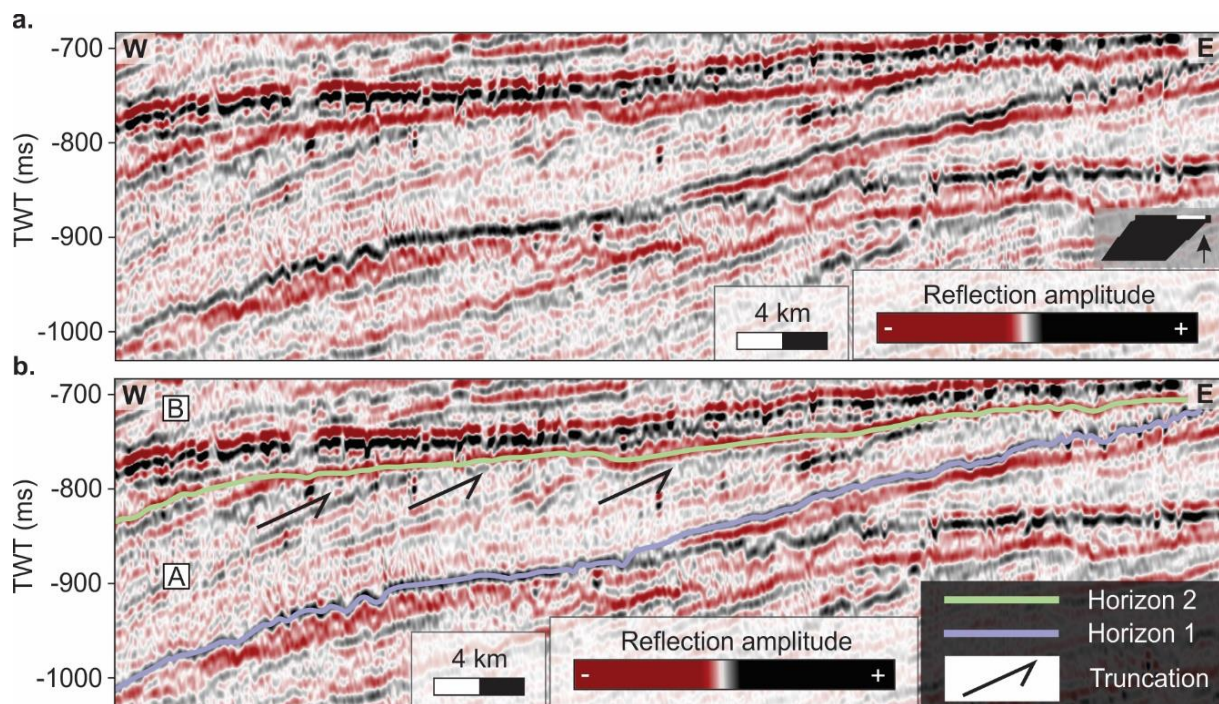 a.
W
E
-700
-800
-900
-1000
TWT (ms)
4 km
Reflection amplitude
- +
b.
W
E
B
A
-700
-800
-900
-1000
TWT (ms)
4 km
Reflection amplitude
- +
Horizon 2
Horizon 1
Truncation